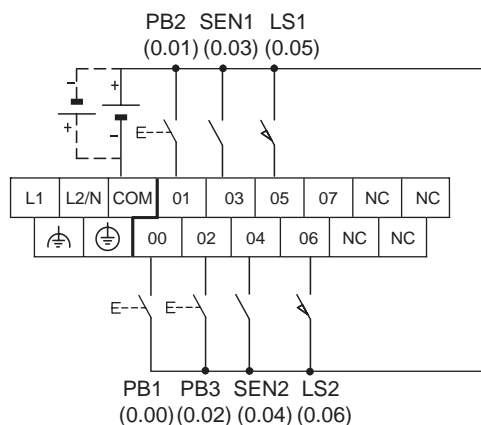 PB2 SEN1 LS2
(0.01) (0.03) (0.05)
- +
+ -
E
L1 L2/N COM 01 03 05 07 NC NC
00 02 04 06 NC NC
E E
PB1 PB3 SEN2 LS2
(0.00) (0.02) (0.04) (0.06)